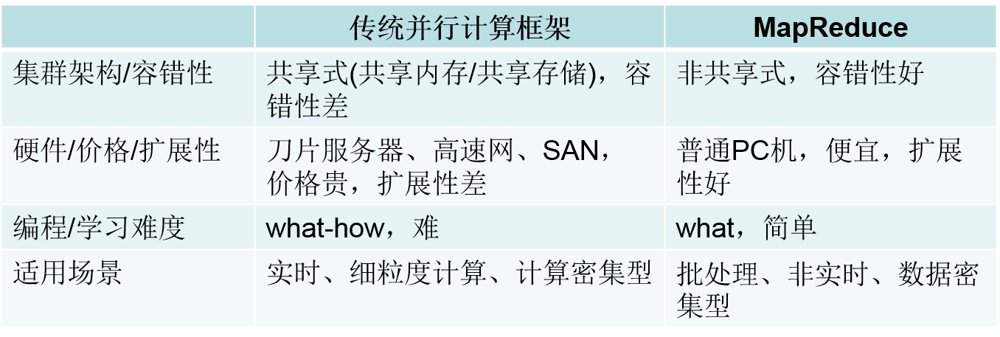 传统并行计算框架
MapReduce
集群架构/容错性
共享式(共享内存/共享存储)，容
错性差
非共享式，容错性好
硬件/价格/扩展性
刀片服务器、高速网、SAN，
价格贵，扩展性差
普通PC机，便宜，扩展
性好
编程/学习难度
what-how，难
what，简单
适用场景
实时、细粒度计算、计算密集型
批处理、非实时、数据密
集型